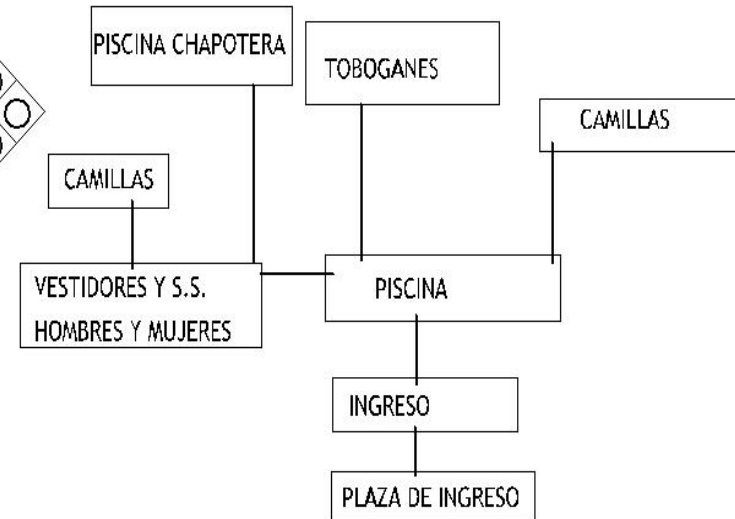 PISCINA CHAPOTERA
TOBOGANES
CAMILLAS
CAMILLAS
VESTIDORES Y S.S.
HOMBRES Y MUJERES
PISCINA
INGRESO
PLAZA DE INGRESO